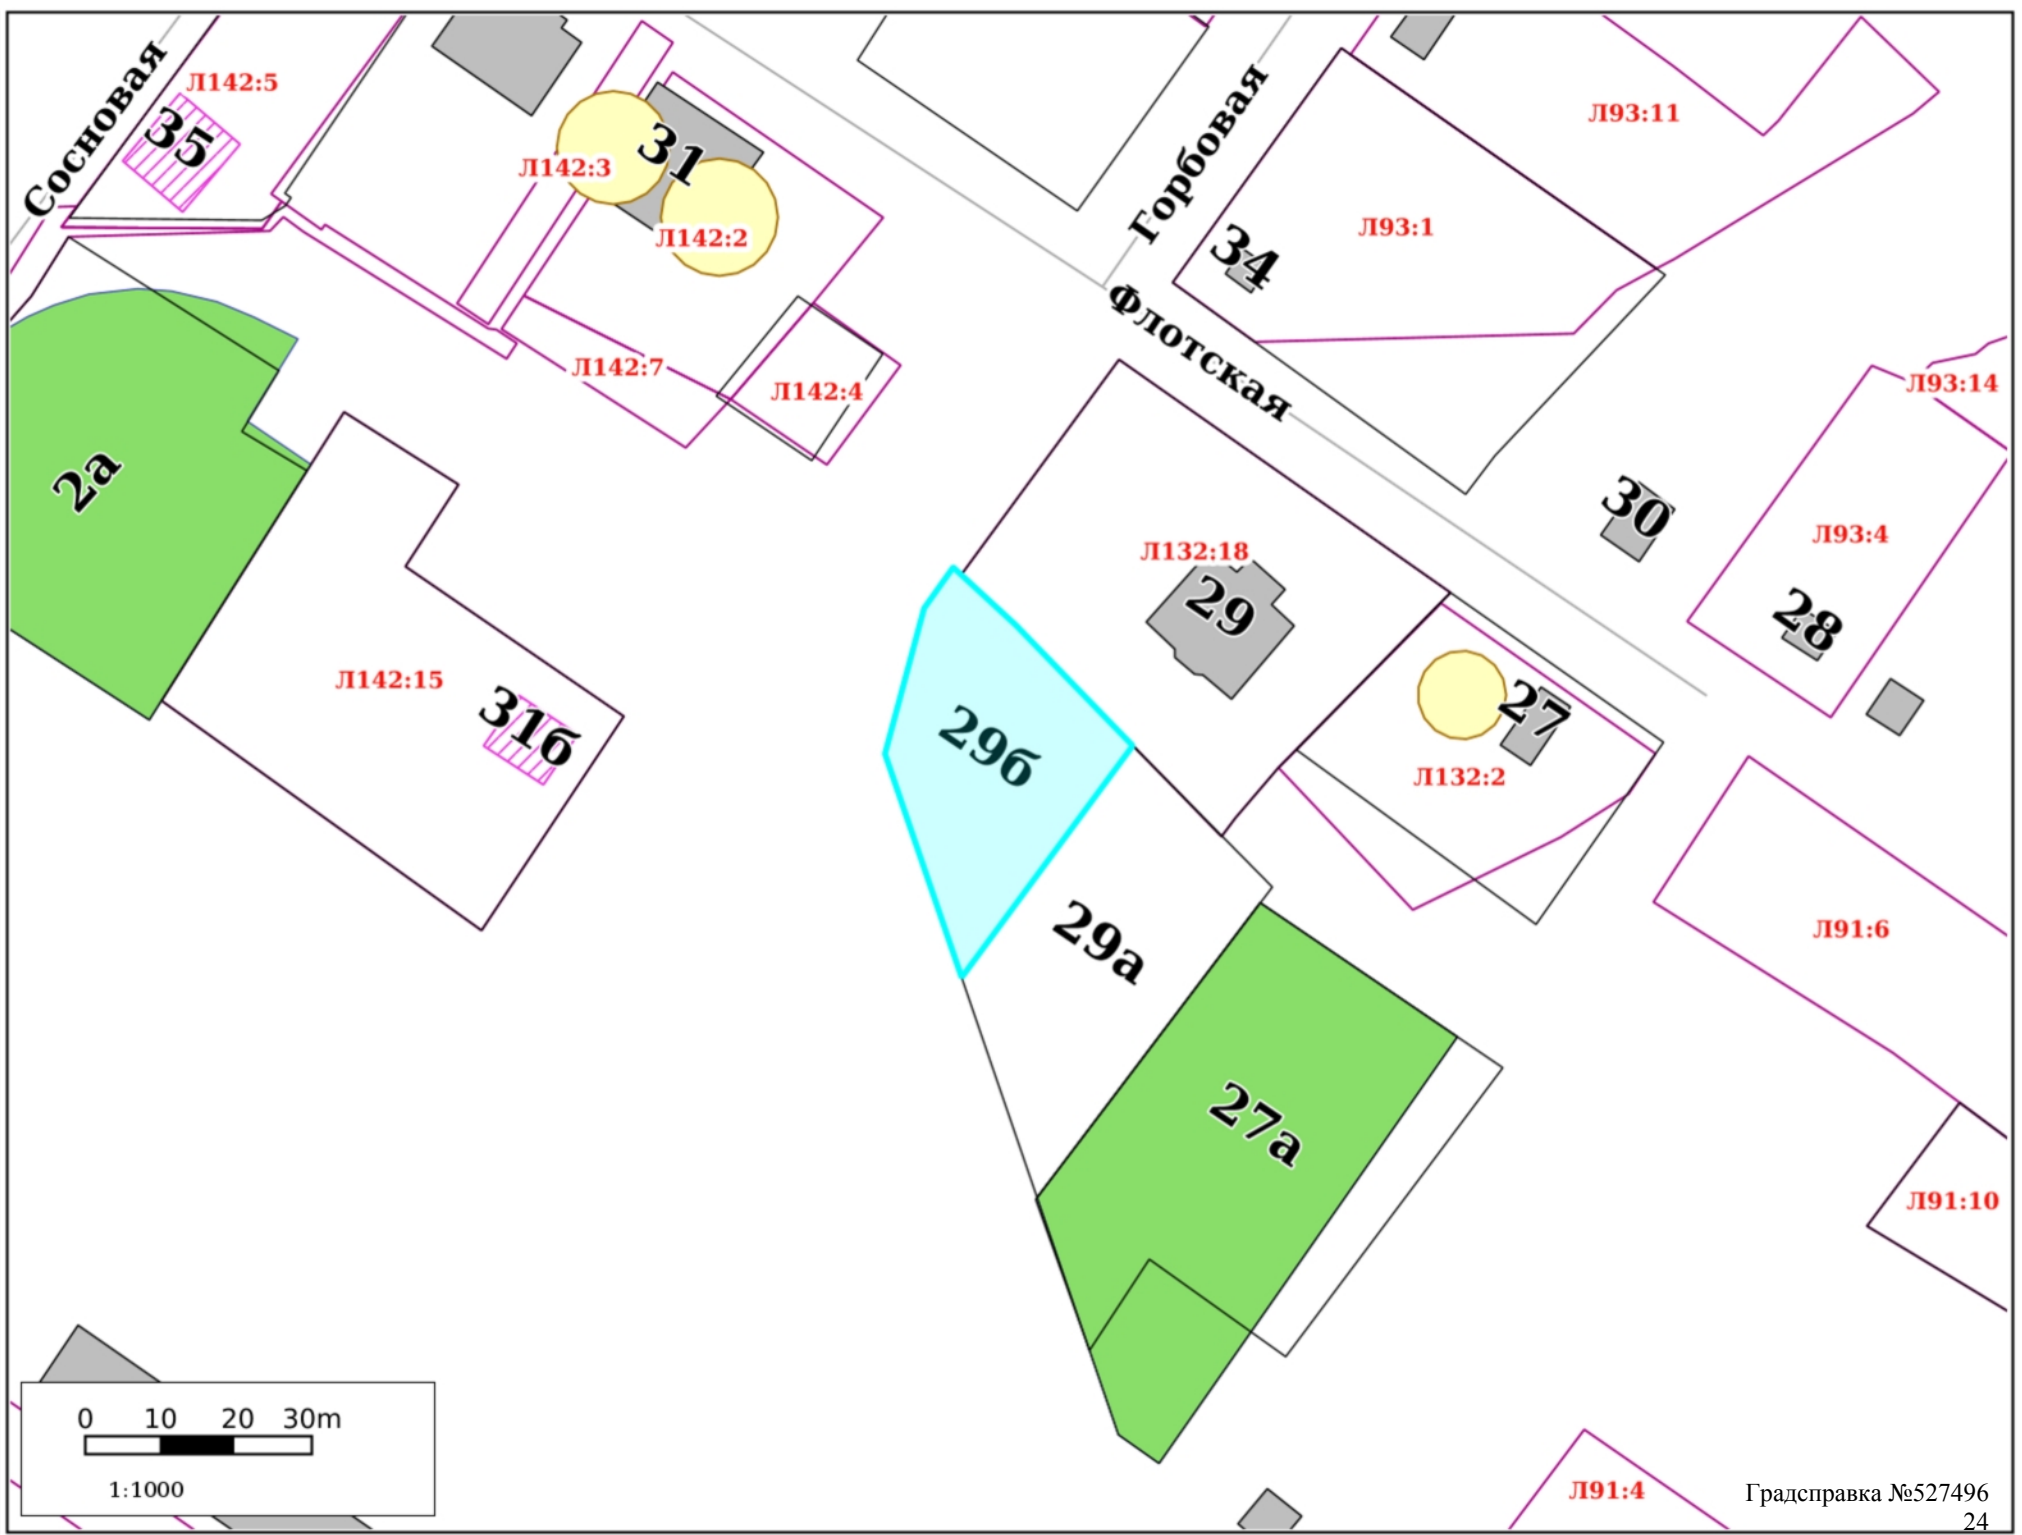 Сосновая
Л142:5
35
Л142:3
31
Л142:2
Л142:7
Л142:4
Горбовая
Л93:11
Л93:1
34
Флотская
Л93:14
2а
30
Л93:4
Л132:18
29
28
Л142:15
31б
29б
27
Л132:2
29а
Л91:6
27а
Л91:10
0 10 20 30m
1:1000
Л91:4
Градсправка №527496
24